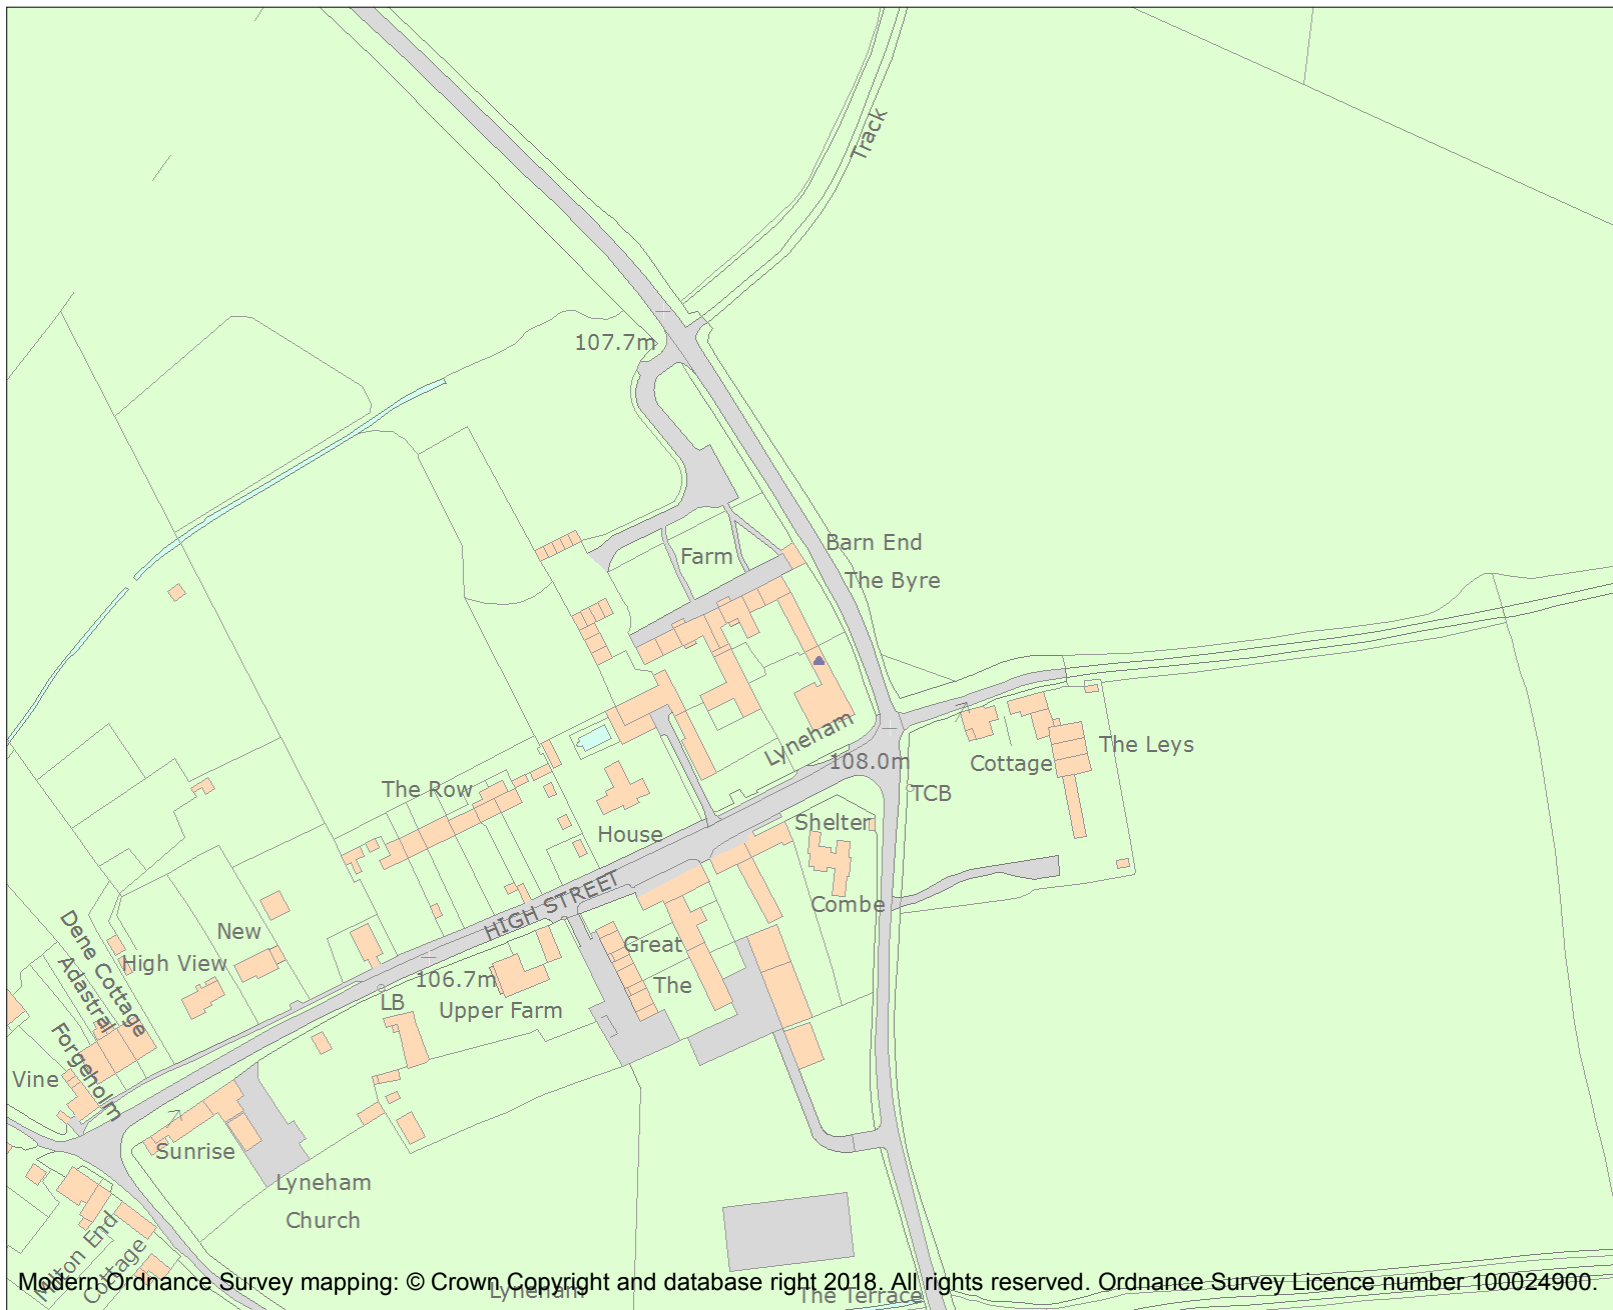 Track
107.7m
Barn End
Farm
The Byre
Lyneham
108.0m
The Leys
Cottage
The Row
TCB
Shelter
House
HIGH STREET
Combe
New
Great
High View
Dene Cottage
Adastral
106.7m
The
LB
Upper Farm
Forgeholm
Vine
Sunrise
Lyneham
Church
Milton End
Cottage
Modern Ordnance Survey mapping: © Crown Copyright and database right 2018. All rights reserved. Ordnance Survey Licence number 100024900.
Lyneham
The Terrace